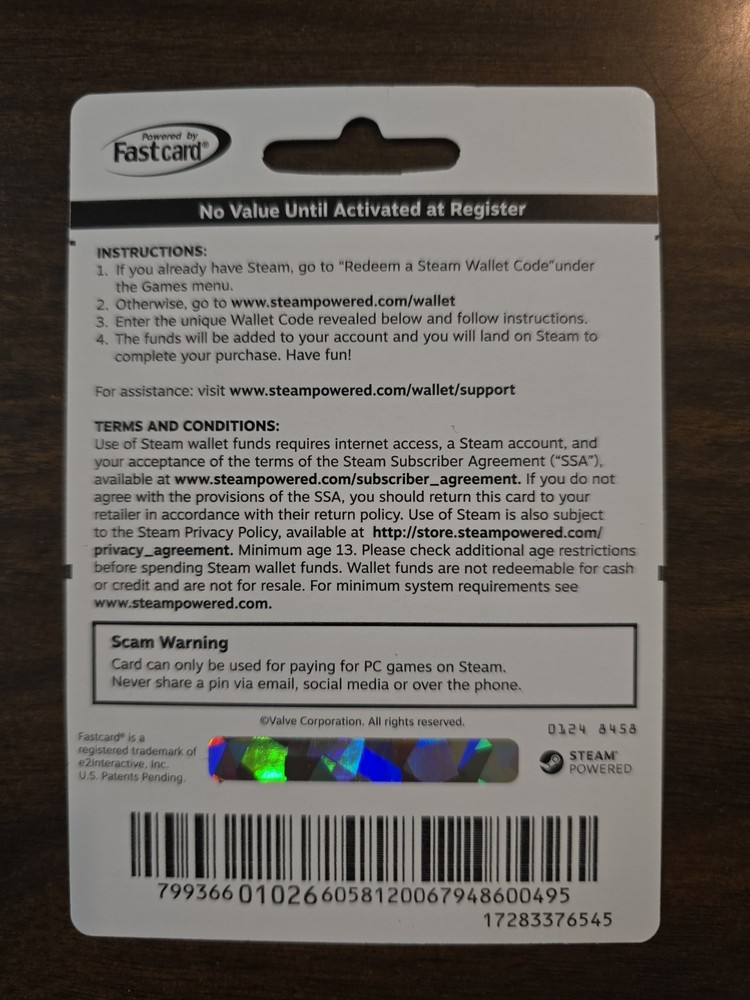 Powered by
Fastcard®
No Value Until Activated at Register
INSTRUCTIONS:
1. If you already have Steam, go to "Redeem a Steam Wallet Code"under
the Games menu.
2. Otherwise, go to www.steampowered.com/wallet
3. Enter the unique Wallet Code revealed below and follow instructions.
4. The funds will be added to your account and you will land on Steam to
complete your purchase. Have fun!
For assistance: visit www.steampowered.com/wallet/support
TERMS AND CONDITIONS:
Use of Steam wallet funds requires internet access, a Steam account, and
your acceptance of the terms of the Steam Subscriber Agreement ("SSA"),
available at www.steampowered.com/subscriber_agreement. If you do not
agree with the provisions of the SSA, you should return this card to your
retailer in accordance with their return policy. Use of Steam is also subject
to the Steam Privacy Policy, available at http://store.steampowered.com/
privacy_agreement. Minimum age 13. Please check additional age restrictions
before spending Steam wallet funds. Wallet funds are not redeemable for cash
or credit and are not for resale. For minimum system requirements see
www.steampowered.com.
Scam Warning
Card can only be used for paying for PC games on Steam.
Never share a pin via email, social media or over the phone.
©Valve Corporation. All rights reserved.
0124 8458
Fastcard® is a
registered trademark of
e2interactive, Inc.
U.S. Patents Pending.
STEAM™
POWERED
799366010266058120067948600495
17283376545